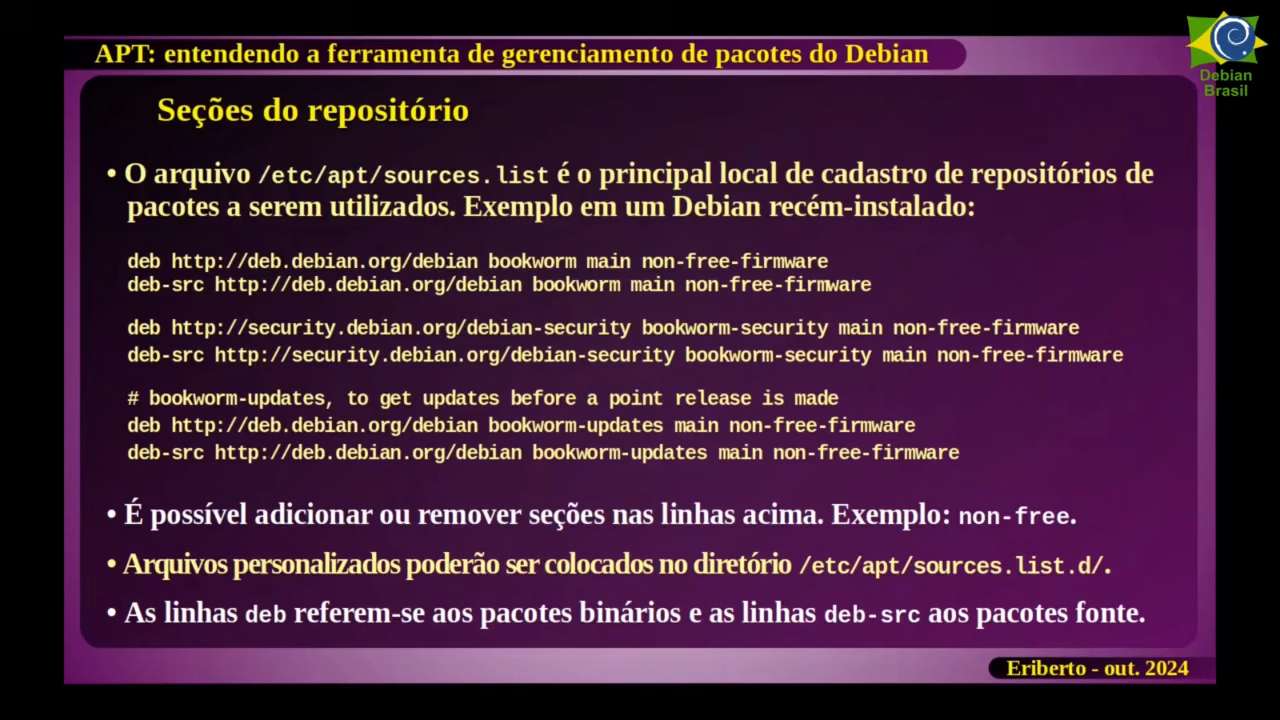 APT: entendendo a ferramenta de gerenciamento de pacotes do Debian
Debian
Brasil
Seções do repositório
• O arquivo /etc/apt/sources.list é o principal local de cadastro de repositórios de
pacotes a serem utilizados. Exemplo em um Debian recém-instalado:
deb http://deb.debian.org/debian bookworm main non-free-firmware
deb-src http://deb.debian.org/debian bookworm main non-free-firmware
deb http://security.debian.org/debian-security bookworm-security main non-free-firmware
deb-src http://security.debian.org/debian-security bookworm-security main non-free-firmware
# bookworm-updates, to get updates before a point release is made
deb http://deb.debian.org/debian bookworm-updates main non-free-firmware
deb-src http://deb.debian.org/debian bookworm-updates main non-free-firmware
• É possível adicionar ou remover seções nas linhas acima. Exemplo: non-free.
• Arquivos personalizados poderão ser colocados no diretório /etc/apt/sources.list.d/.
• As linhas deb referem-se aos pacotes binários e as linhas deb-src aos pacotes fonte.
Eriberto - out. 2024